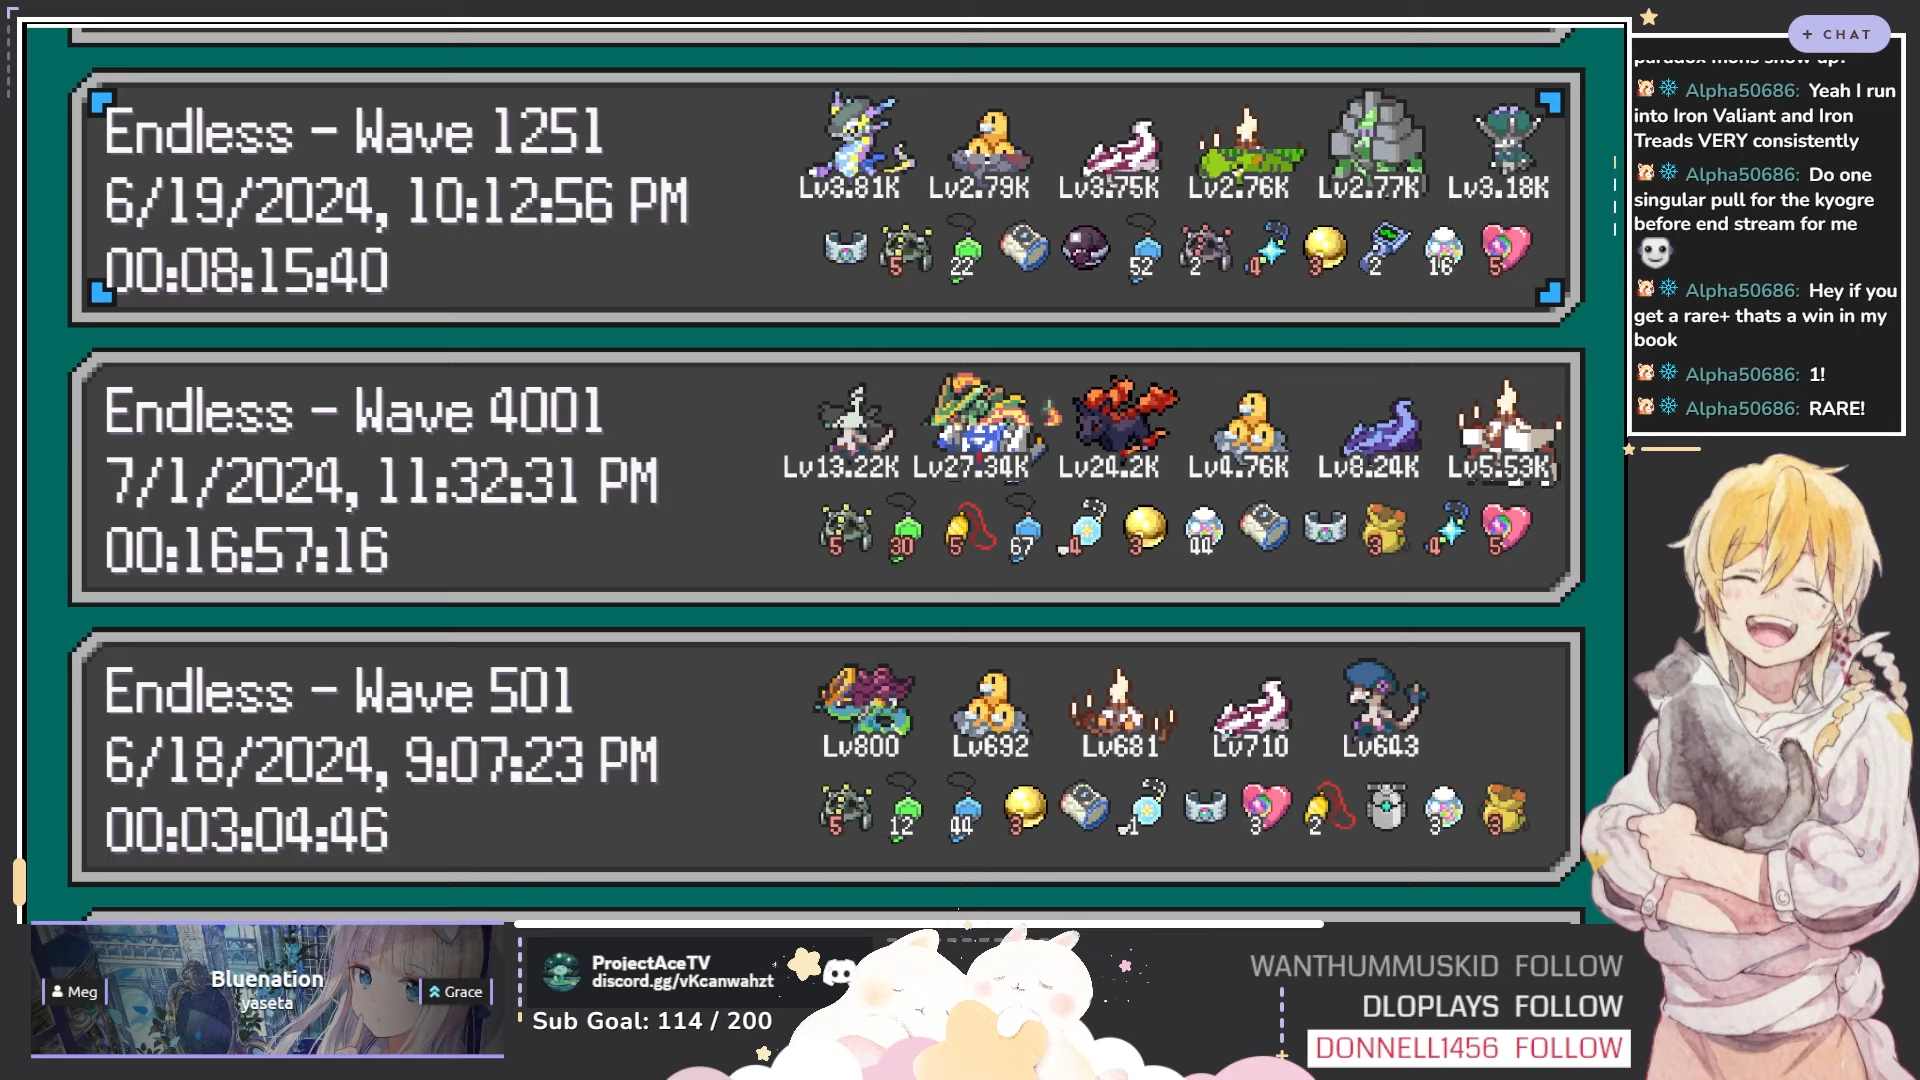 Endless – Wave 1251
6/19/2024, 10:12:56 PM
00:08:15:40
Lv3.81K Lv2.79K Lv3.75K Lv2.76K Lv2.77K Lv3.18K
5 22 52 2 4 3 2 16 5
Endless – Wave 4001
7/1/2024, 11:32:31 PM
00:16:57:16
Lv13.22K Lv27.34K Lv24.2K Lv4.76K Lv8.24K Lv5.53K
5 30 5 67 4 3 44 3 4 5
Endless – Wave 501
6/18/2024, 9:07:23 PM
00:03:04:46
Lv800 Lv692 Lv681 Lv710 Lv643
5 12 44 3 1 3 2 3 3
+ CHAT
paradox mons show up?
Alpha50686: Yeah I run
into Iron Valiant and Iron
Treads VERY consistently
Alpha50686: Do one
singular pull for the kyogre
before end stream for me
Alpha50686: Hey if you
get a rare+ thats a win in my
book
Alpha50686: 1!
Alpha50686: RARE!
Meg
Bluenation
yaseta
Grace
ProjectAceTV
discord.gg/vKcanwahzt
Sub Goal: 114 / 200
WANTHUMMUSKID FOLLOW
DLOPLAYS FOLLOW
DONNELL1456 FOLLOW